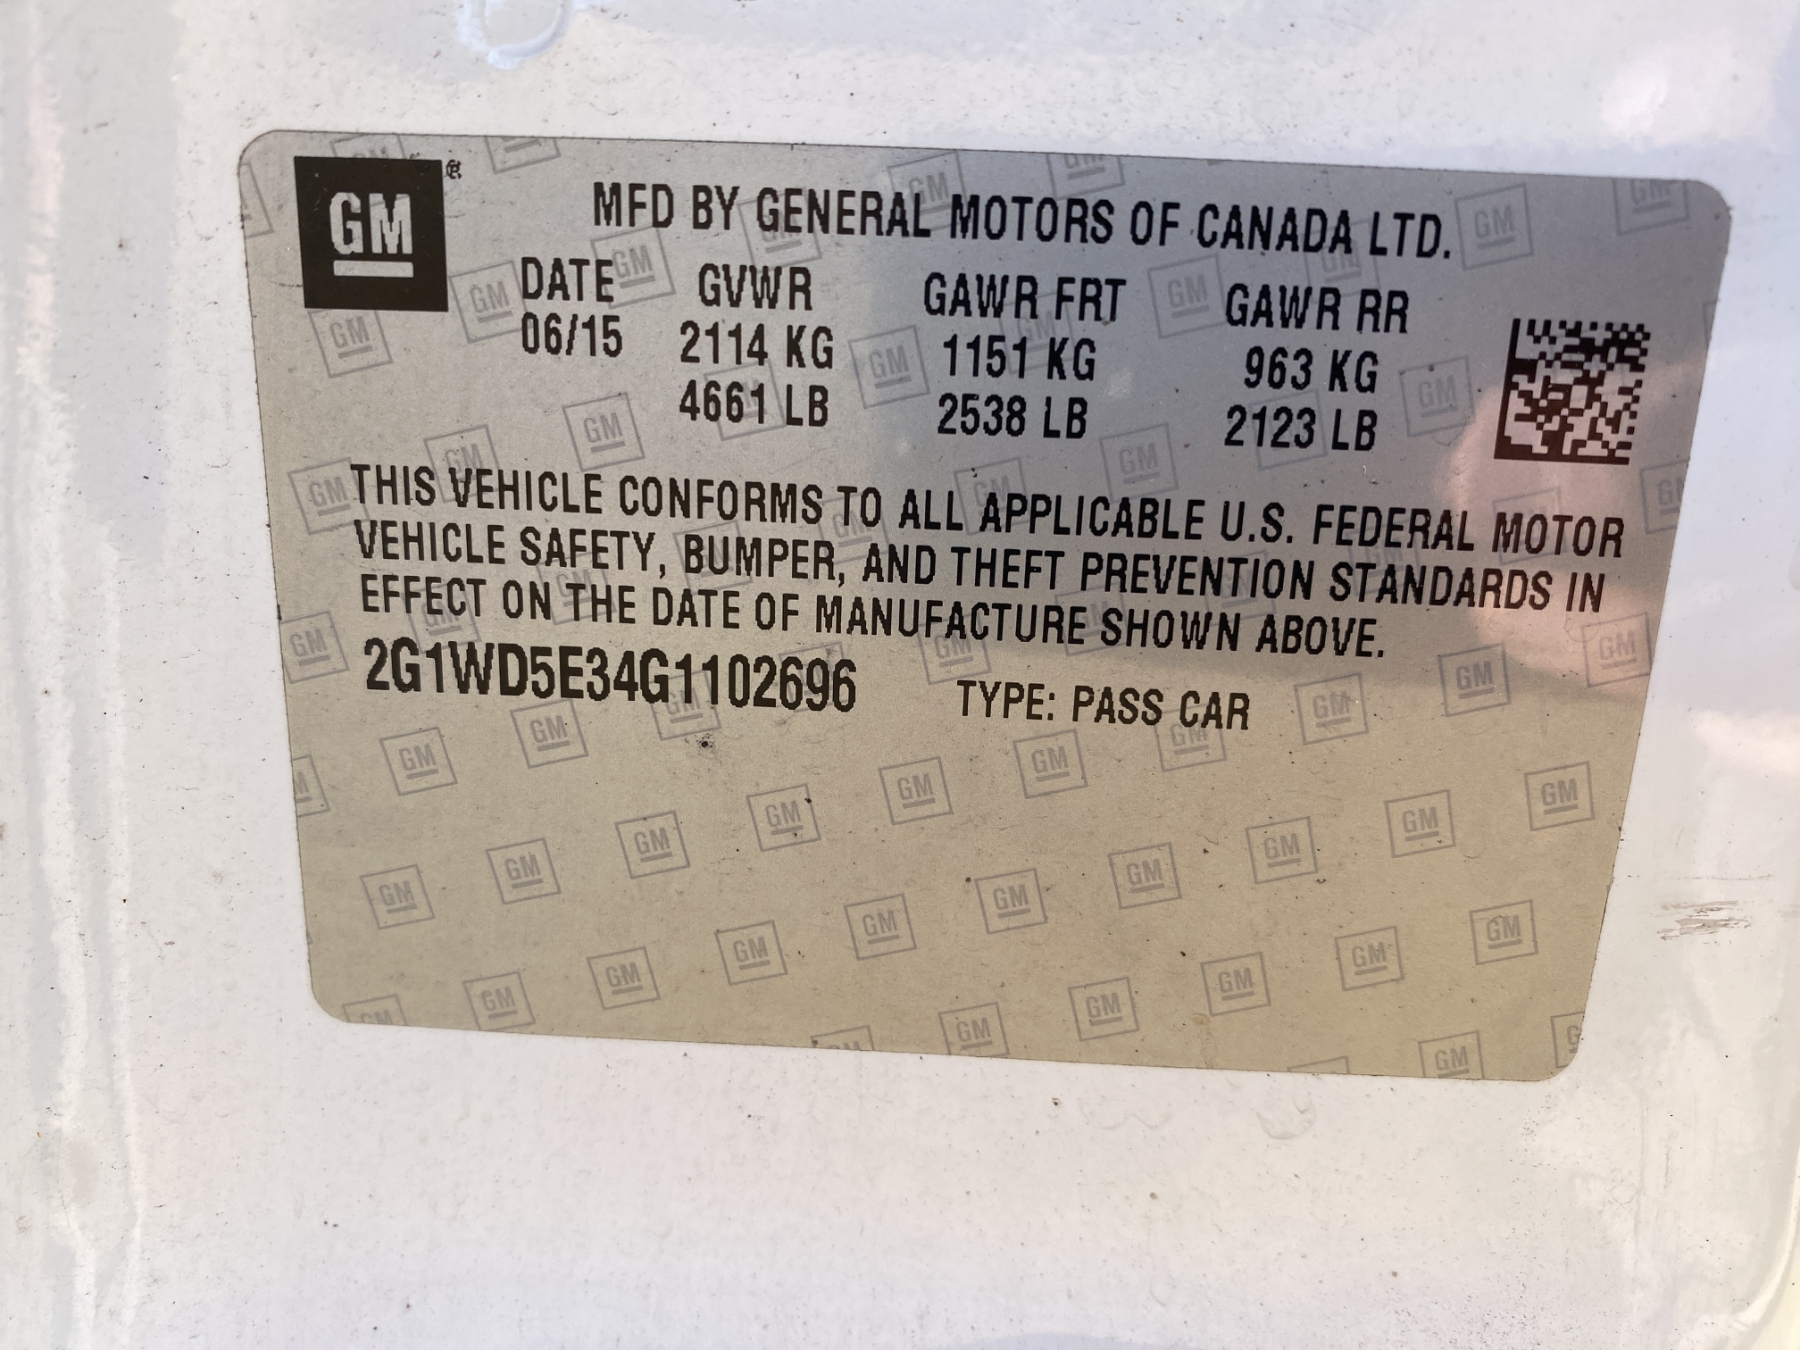 GM
MFD BY GENERAL MOTORS OF CANADA LTD.
DATE GVWR GAWR FRT GAWR RR
06/15 2114 KG 1151 KG 963 KG
4661 LB 2538 LB 2123 LB
THIS VEHICLE CONFORMS TO ALL APPLICABLE U.S. FEDERAL MOTOR
VEHICLE SAFETY, BUMPER, AND THEFT PREVENTION STANDARDS IN
EFFECT ON THE DATE OF MANUFACTURE SHOWN ABOVE.
2G1WD5E34G1102696 TYPE: PASS CAR